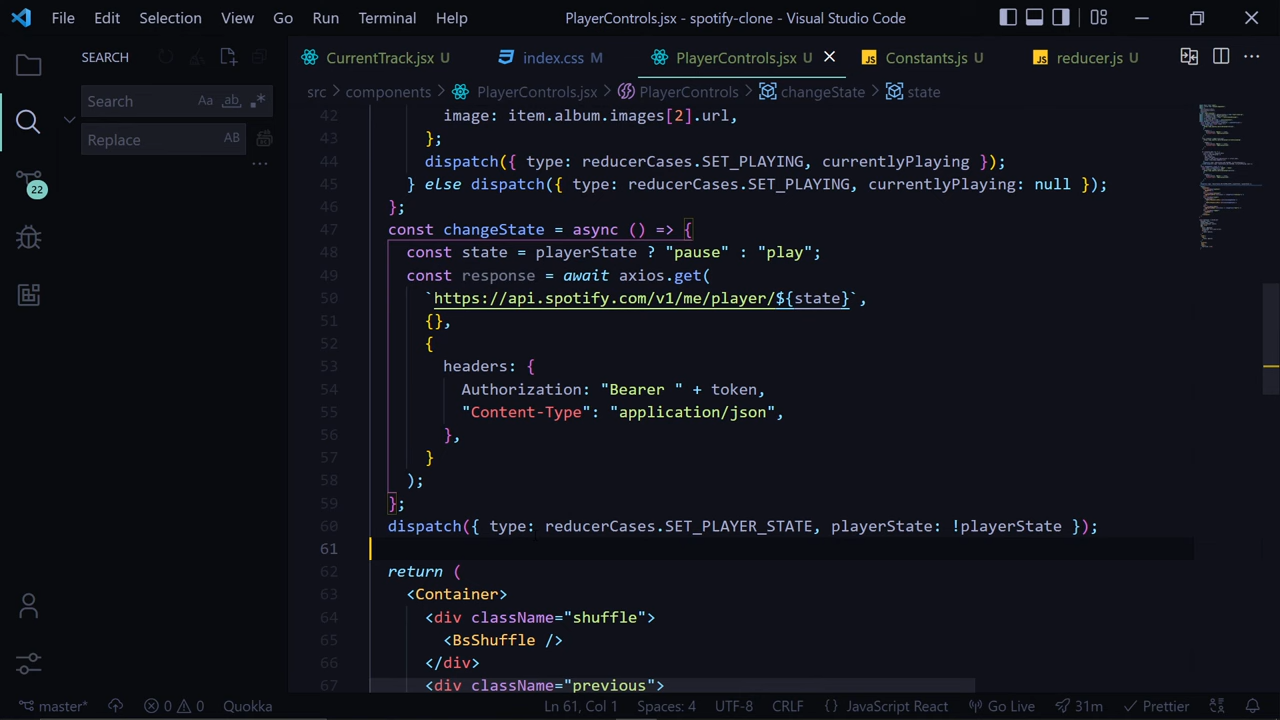 File Edit Selection View Go Run Terminal Help PlayerControls.jsx - spotify-clone - Visual Studio Code
SEARCH
Search Aa ab
Replace AB
22
CurrentTrack.jsx U index.css M PlayerControls.jsx U JS Constants.js U JS reducer.js U
src > components > PlayerControls.jsx > PlayerControls > changeState > state
42 image: item.album.images[2].url,
43 };
44 dispatch({ type: reducerCases.SET_PLAYING, currentlyPlaying });
45 } else dispatch({ type: reducerCases.SET_PLAYING, currentlyPlaying: null });
46 };
47 const changeState = async () => {
48 const state = playerState ? "pause" : "play";
49 const response = await axios.get(
50 `https://api.spotify.com/v1/me/player/${state}`,
51 {},
52 {
53 headers: {
54 Authorization: "Bearer " + token,
55 "Content-Type": "application/json",
56 },
57 }
58 );
59 };
60 dispatch({ type: reducerCases.SET_PLAYER_STATE, playerState: !playerState });
61
62 return (
63 <Container>
64 <div className="shuffle">
65 <BsShuffle />
66 </div>
67 <div className="previous">
master* 0 0 Quokka Ln 61, Col 1 Spaces: 4 UTF-8 CRLF {} JavaScript React Go Live 31m Prettier